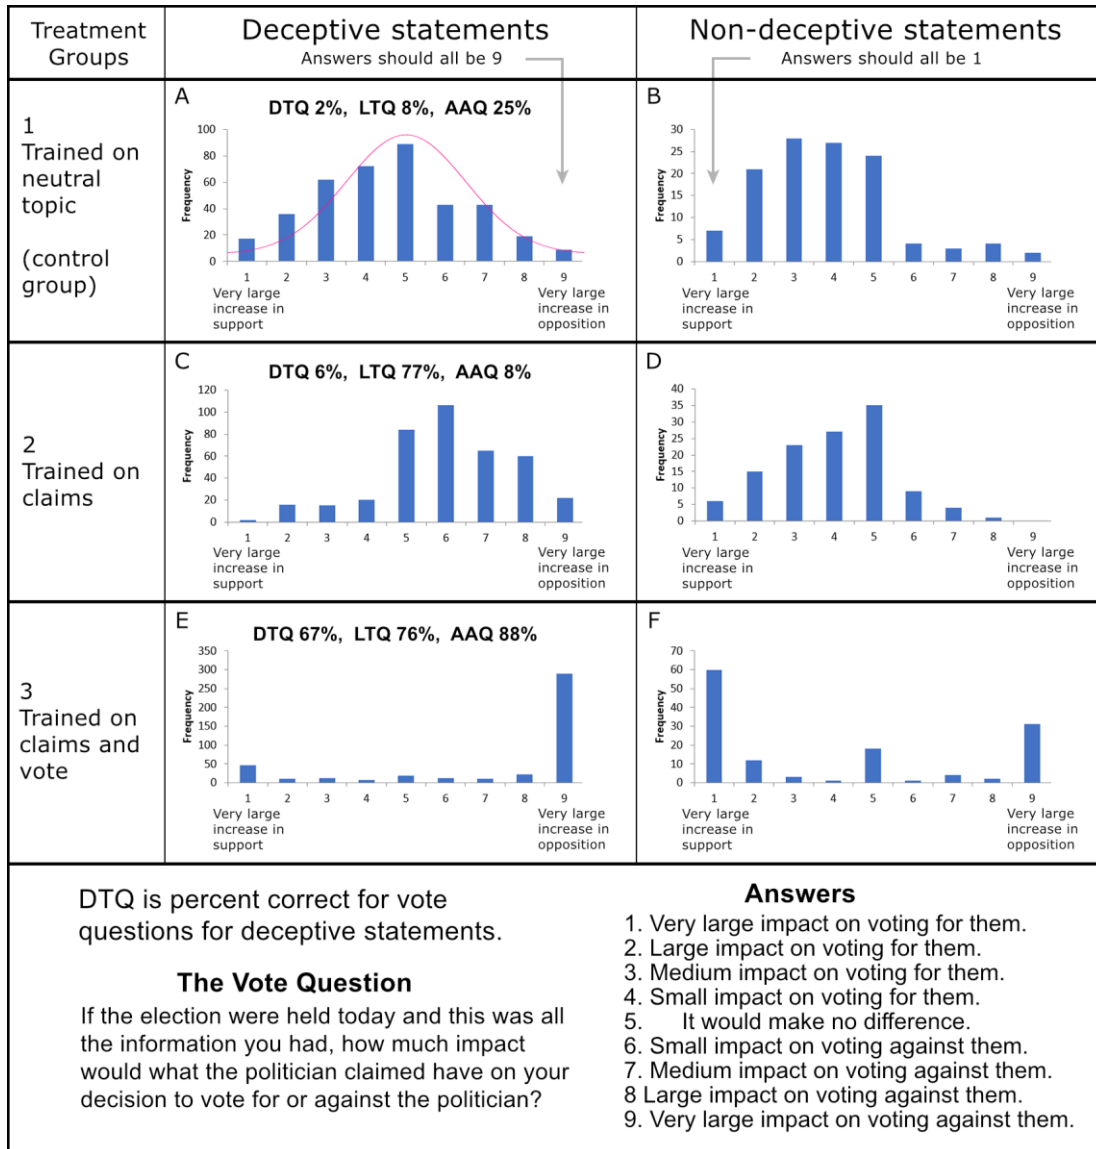 Treatment
Groups
Deceptive statements
Answers should all be 9
Non-deceptive statements
Answers should all be 1
1
Trained on
neutral
topic
(control
group)
A
DTQ 2%, LTQ 8%, AAQ 25%
Frequency
100
80
60
40
20
0
1 2 3 4 5 6 7 8 9
Very large
increase in
support
Very large
increase in
opposition
B
Frequency
30
25
20
15
10
5
0
1 2 3 4 5 6 7 8 9
Very large
increase in
support
Very large
increase in
opposition
2
Trained on
claims
C
DTQ 6%, LTQ 77%, AAQ 8%
Frequency
120
100
80
60
40
20
0
1 2 3 4 5 6 7 8 9
Very large
increase in
support
Very large
increase in
opposition
D
Frequency
40
35
30
25
20
15
10
5
0
1 2 3 4 5 6 7 8 9
Very large
increase in
support
Very large
increase in
opposition
3
Trained on
claims and
vote
E
DTQ 67%, LTQ 76%, AAQ 88%
Frequency
350
300
250
200
150
100
50
0
1 2 3 4 5 6 7 8 9
Very large
increase in
support
Very large
increase in
opposition
F
Frequency
70
60
50
40
30
20
10
0
1 2 3 4 5 6 7 8 9
Very large
increase in
support
Very large
increase in
opposition
DTQ is percent correct for vote
questions for deceptive statements.
The Vote Question
If the election were held today and this was all
the information you had, how much impact
would what the politician claimed have on your
decision to vote for or against the politician?
Answers
1. Very large impact on voting for them.
2. Large impact on voting for them.
3. Medium impact on voting for them.
4. Small impact on voting for them.
5. It would make no difference.
6. Small impact on voting against them.
7. Medium impact on voting against them.
8 Large impact on voting against them.
9. Very large impact on voting against them.